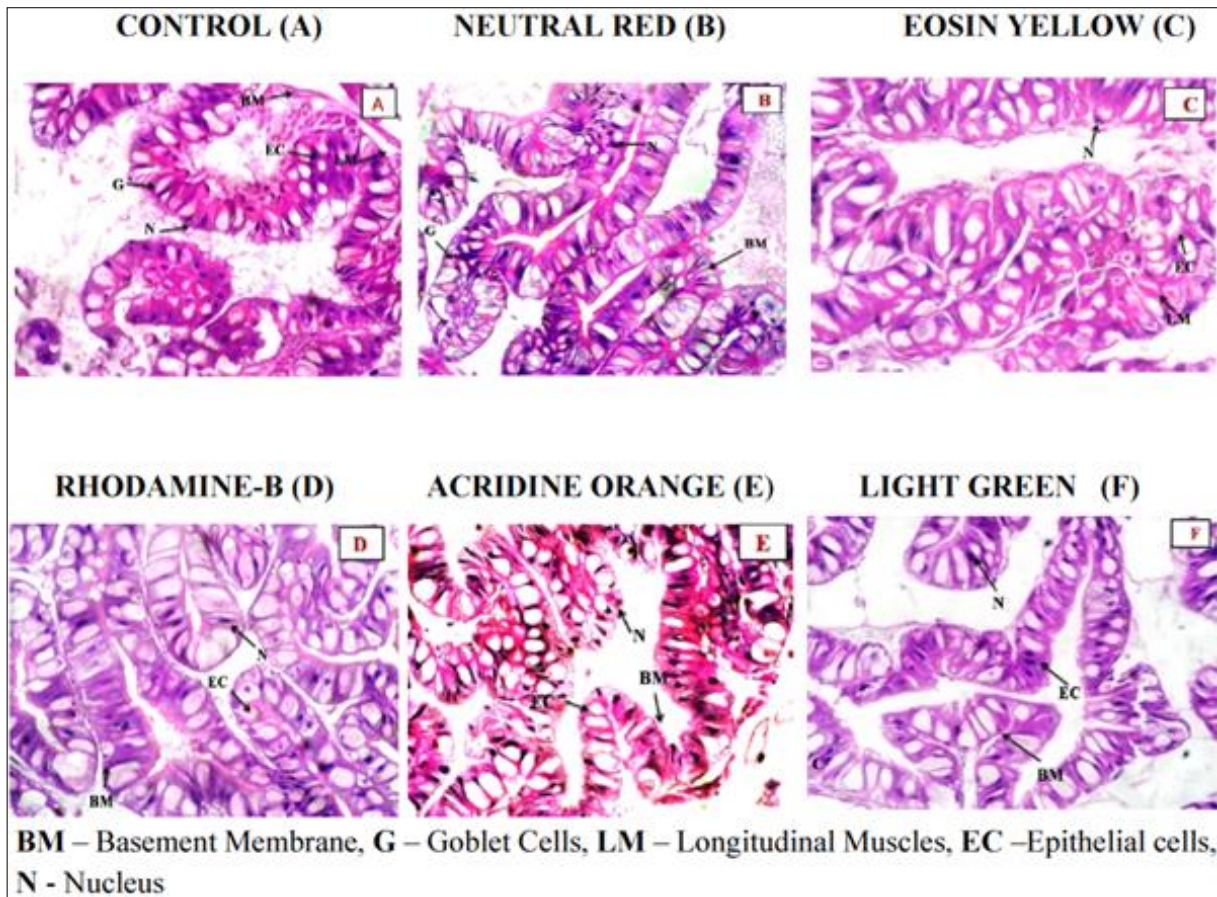 CONTROL (A) NEUTRAL RED (B) EOSIN YELLOW (C)
BM A
EC LM
G
N
B
N
G
BM
C
N
EC
LM
RHODAMINE-B (D) ACRIDINE ORANGE (E) LIGHT GREEN (F)
D
N
EC
BM
E
N
BM
EC
F
N
EC
BM
BM – Basement Membrane, G – Goblet Cells, LM – Longitudinal Muscles, EC –Epithelial cells,
N - Nucleus